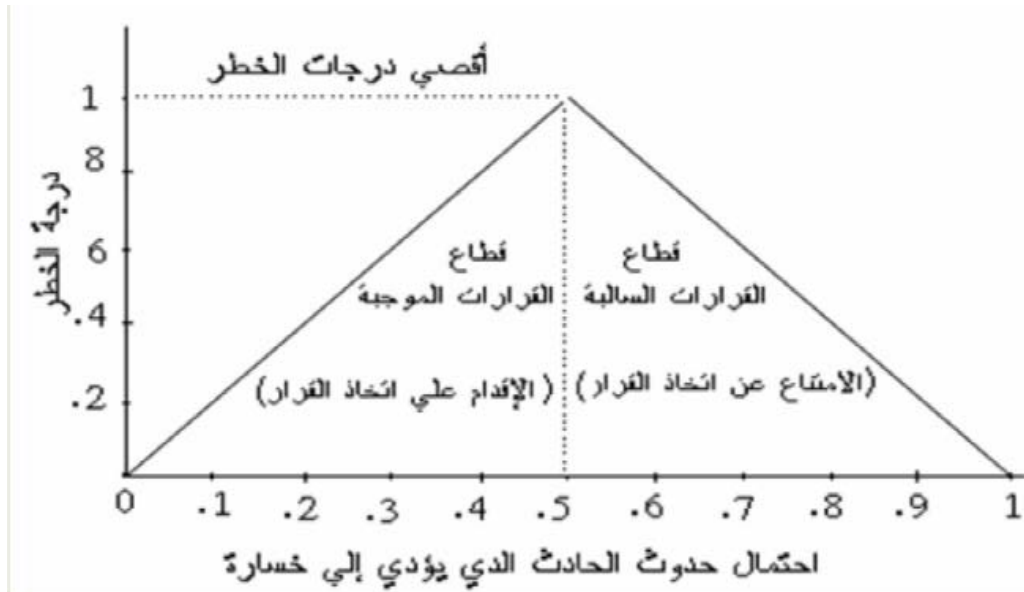 أقصي درجات الخطر
1
8
6
.4
.2
درجة الخطر
قطاع
القرارات الموجبة
(الإقدام علي اتخاذ القرار)
قطاع
القرارات السالبة
(الامتناع عن اتخاذ القرار)
0 .1 .2 .3 .4 .5 .6 .7 .8 .9 1
احتمال حدوث الحادث الذي يؤدي إلي خسارة